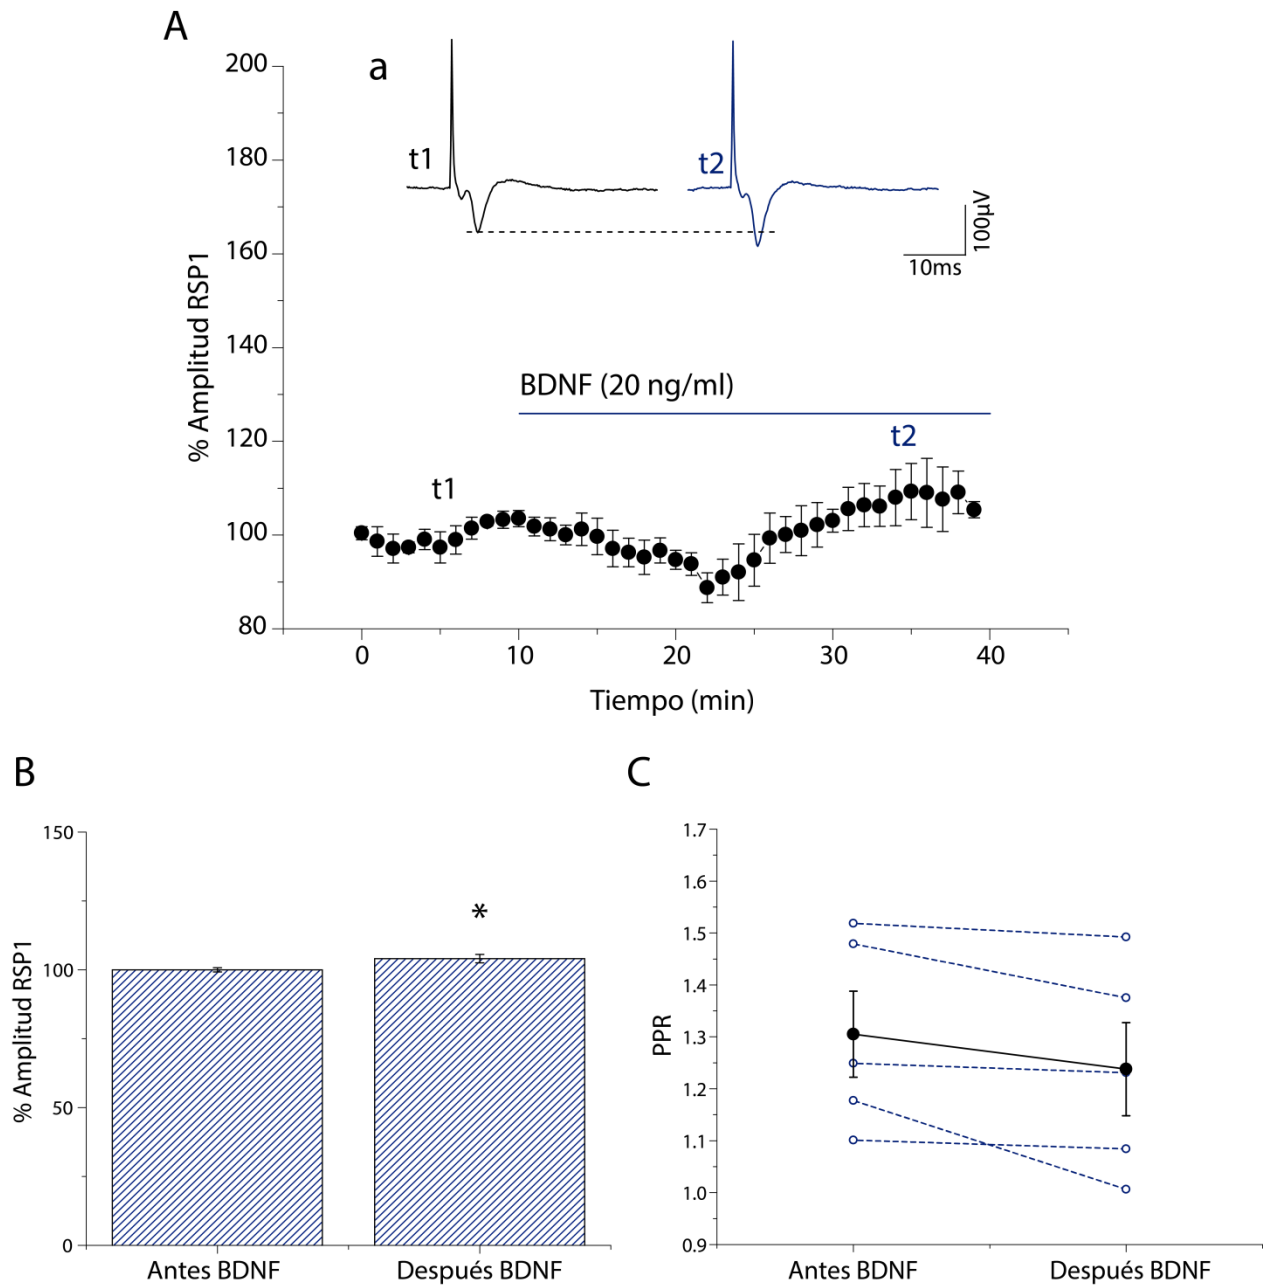 A
a
t1
t2
100µV
10ms
200
180
160
140
120
100
80
% Amplitud RSP1
BDNF (20 ng/ml)
t1
t2
0 10 20 30 40
Tiempo (min)
B
150
100
50
0
% Amplitud RSP1
*
Antes BDNF Después BDNF
C
1.7
1.6
1.5
1.4
1.3
1.2
1.1
1.0
0.9
PPR
Antes BDNF Después BDNF